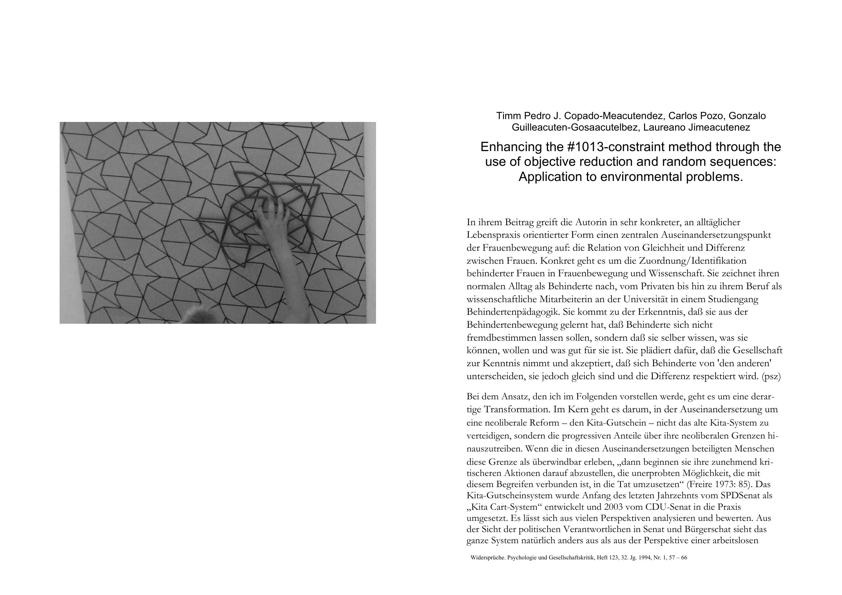 Timm Pedro J. Copado-Meacutendez, Carlos Pozo, Gonzalo
Guilleacuten-Gosaacutelbez, Laureano Jimeacutenez
Enhancing the #1013-constraint method through the
use of objective reduction and random sequences:
Application to environmental problems.
In ihrem Beitrag greift die Autorin in sehr konkreter, an alltäglicher
Lebenspraxis orientierter Form einen zentralen Auseinandersetzungspunkt
der Frauenbewegung auf: die Relation von Gleichheit und Differenz
zwischen Frauen. Konkret geht es um die Zuordnung/Identifikation
behinderter Frauen in Frauenbewegung und Wissenschaft. Sie zeichnet ihren
normalen Alltag als Behinderte nach, vom Privaten bis hin zu ihrem Beruf als
wissenschaftliche Mitarbeiterin an der Universität in einem Studiengang
Behindertenpädagogik. Sie kommt zu der Erkenntnis, daß sie aus der
Behindertenbewegung gelernt hat, daß Behinderte sich nicht
fremdbestimmen lassen sollen, sondern daß sie selber wissen, was sie
können, wollen und was gut für sie ist. Sie plädiert dafür, daß die Gesellschaft
zur Kenntnis nimmt und akzeptiert, daß sich Behinderte von 'den anderen'
unterscheiden, sie jedoch gleich sind und die Differenz respektiert wird. (psz)
Bei dem Ansatz, den ich im Folgenden vorstellen werde, geht es um eine derar-
tige Transformation. Im Kern geht es darum, in der Auseinandersetzung um
eine neoliberale Reform – den Kita-Gutschein – nicht das alte Kita-System zu
verteidigen, sondern die progressiven Anteile über ihre neoliberalen Grenzen hi-
nauszutreiben. Wenn die in diesen Auseinandersetzungen beteiligten Menschen
diese Grenze als überwindbar erleben, „dann beginnen sie ihre zunehmend kri-
tischeren Aktionen darauf abzustellen, die unerprobten Möglichkeit, die mit
diesem Begreifen verbunden ist, in die Tat umzusetzen“ (Freire 1973: 85). Das
Kita-Gutscheinsystem wurde Anfang des letzten Jahrzehnts vom SPDSenat als
„Kita Cart-System“ entwickelt und 2003 vom CDU-Senat in die Praxis
umgesetzt. Es lässt sich aus vielen Perspektiven analysieren und bewerten. Aus
der Sicht der politischen Verantwortlichen in Senat und Bürgerschat sieht das
ganze System natürlich anders aus als aus der Perspektive einer arbeitslosen
Widersprüche. Psychologie und Gesellschaftskritik, Heft 123, 32. Jg. 1994, Nr. 1, 57 – 66